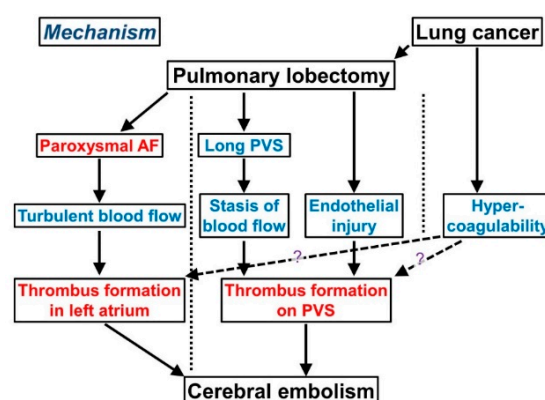 Mechanism
Lung cancer
Pulmonary lobectomy
Paroxysmal AF
Long PVS
Turbulent blood flow
Stasis of
blood flow
Endothelial
injury
Hyper-
coagulability
?
?
Thrombus formation
in left atrium
Thrombus formation
on PVS
Cerebral embolism